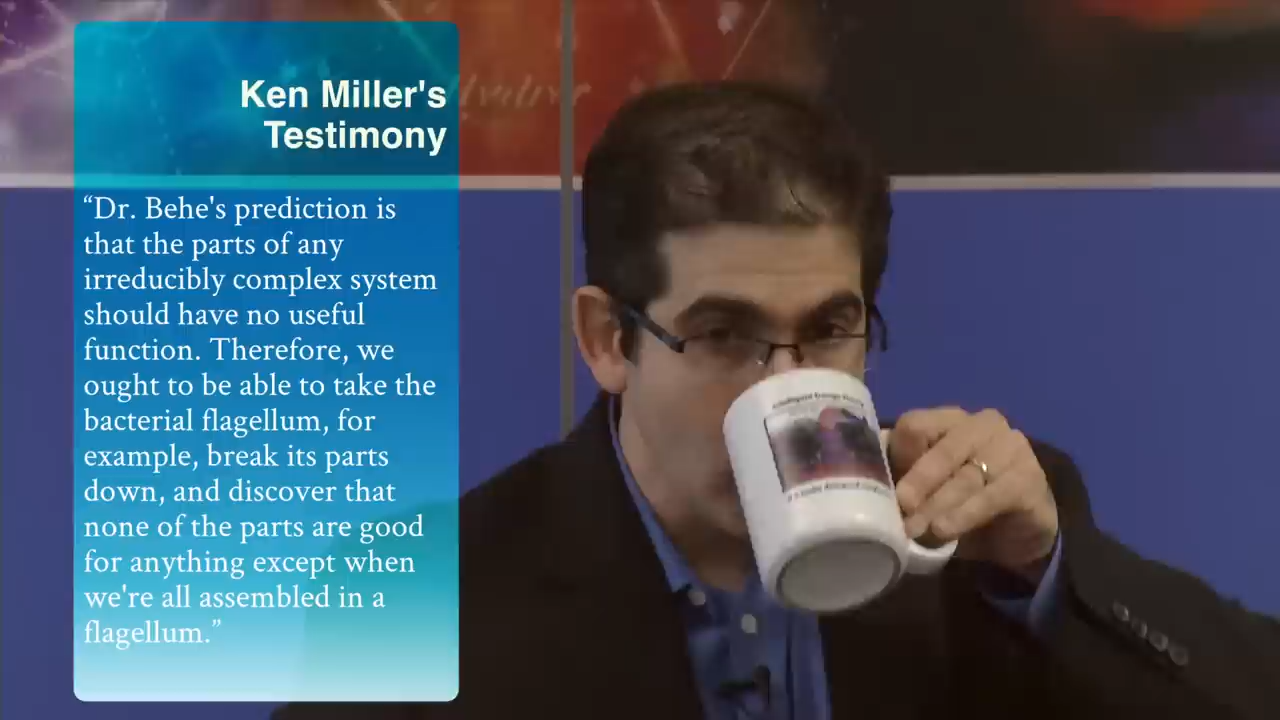 Ken Miller's
Testimony
“Dr. Behe's prediction is
that the parts of any
irreducibly complex system
should have no useful
function. Therefore, we
ought to be able to take the
bacterial flagellum, for
example, break its parts
down, and discover that
none of the parts are good
for anything except when
we're all assembled in a
flagellum.”